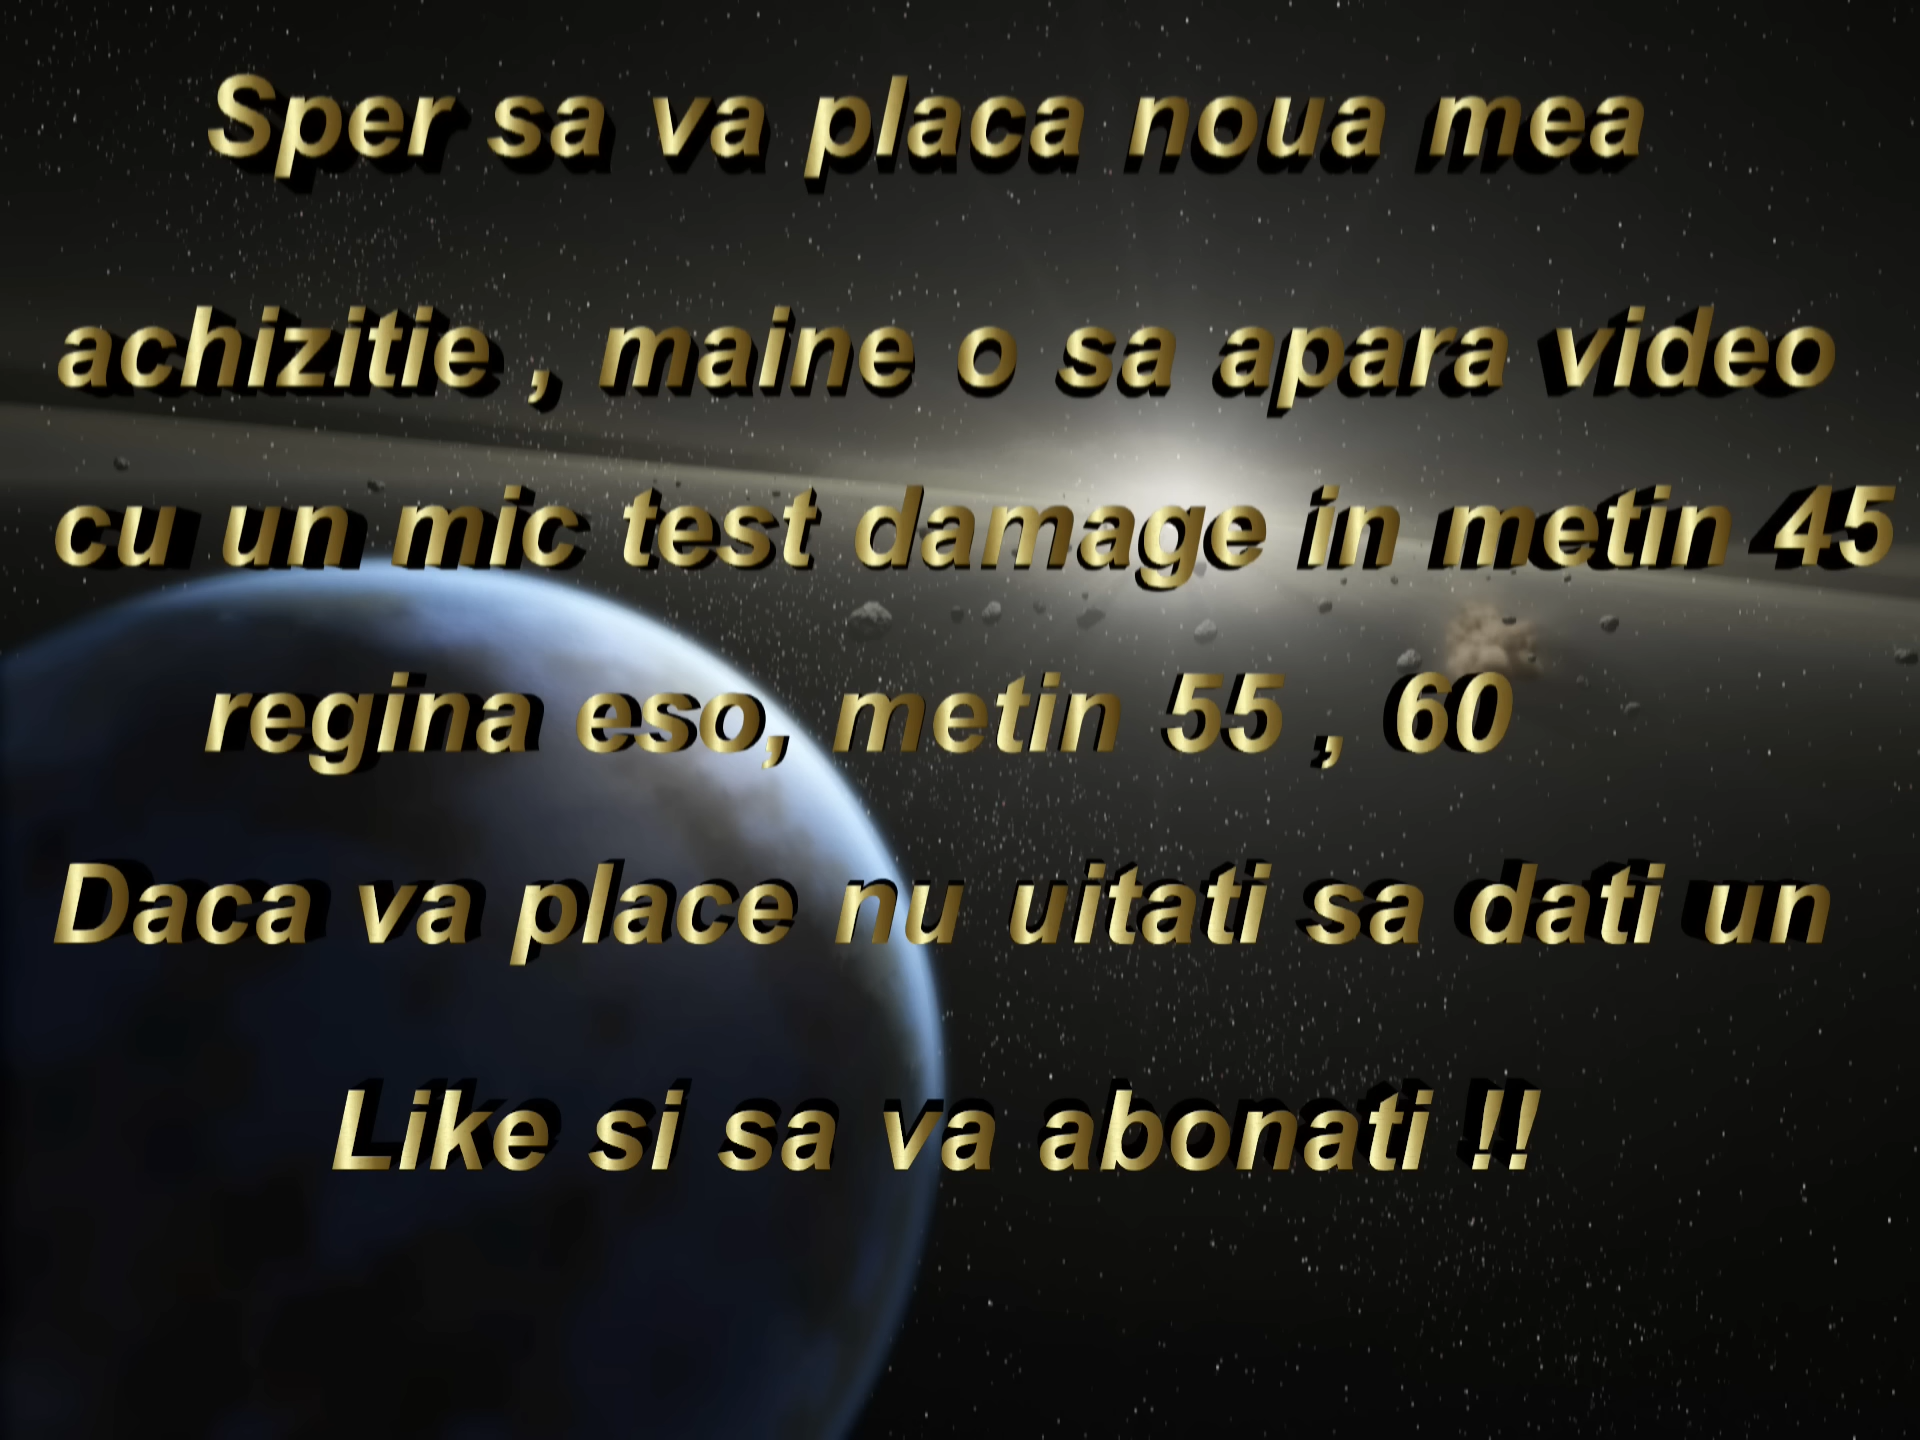 Sper sa va placa noua mea
achizitie , maine o sa apara video
cu un mic test damage in metin 45
regina eso, metin 55 , 60
Daca va place nu uitati sa dati un
Like si sa va abonati !!